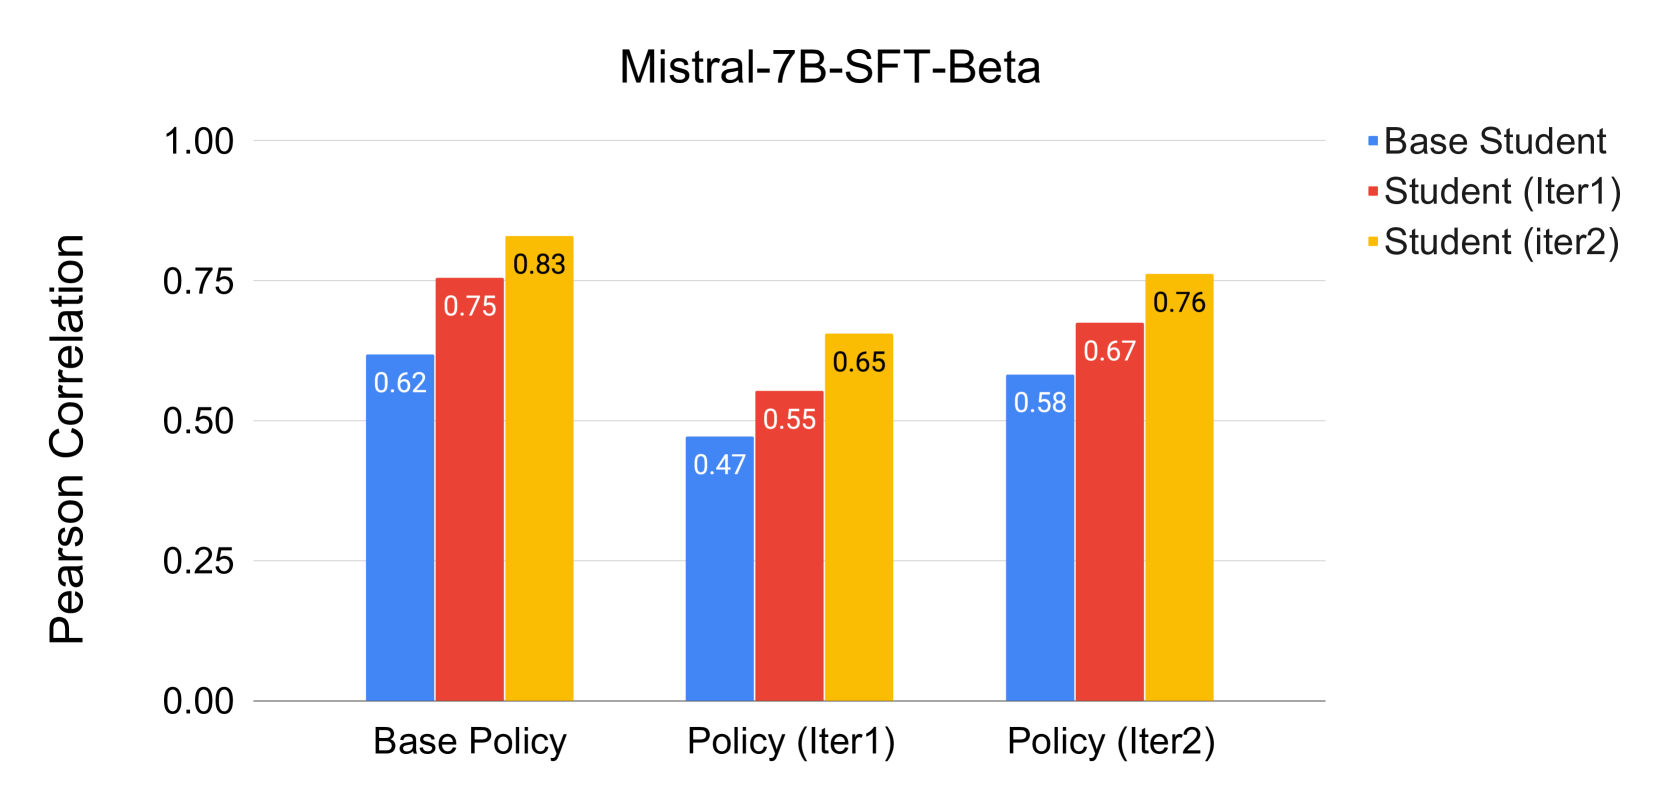 Mistral-7B-SFT-Beta
Pearson Correlation
1.00
0.75
0.50
0.25
0.00
0.62
0.75
0.83
0.47
0.55
0.65
0.58
0.67
0.76
Base Policy
Policy (Iter1)
Policy (Iter2)
Base Student
Student (Iter1)
Student (iter2)